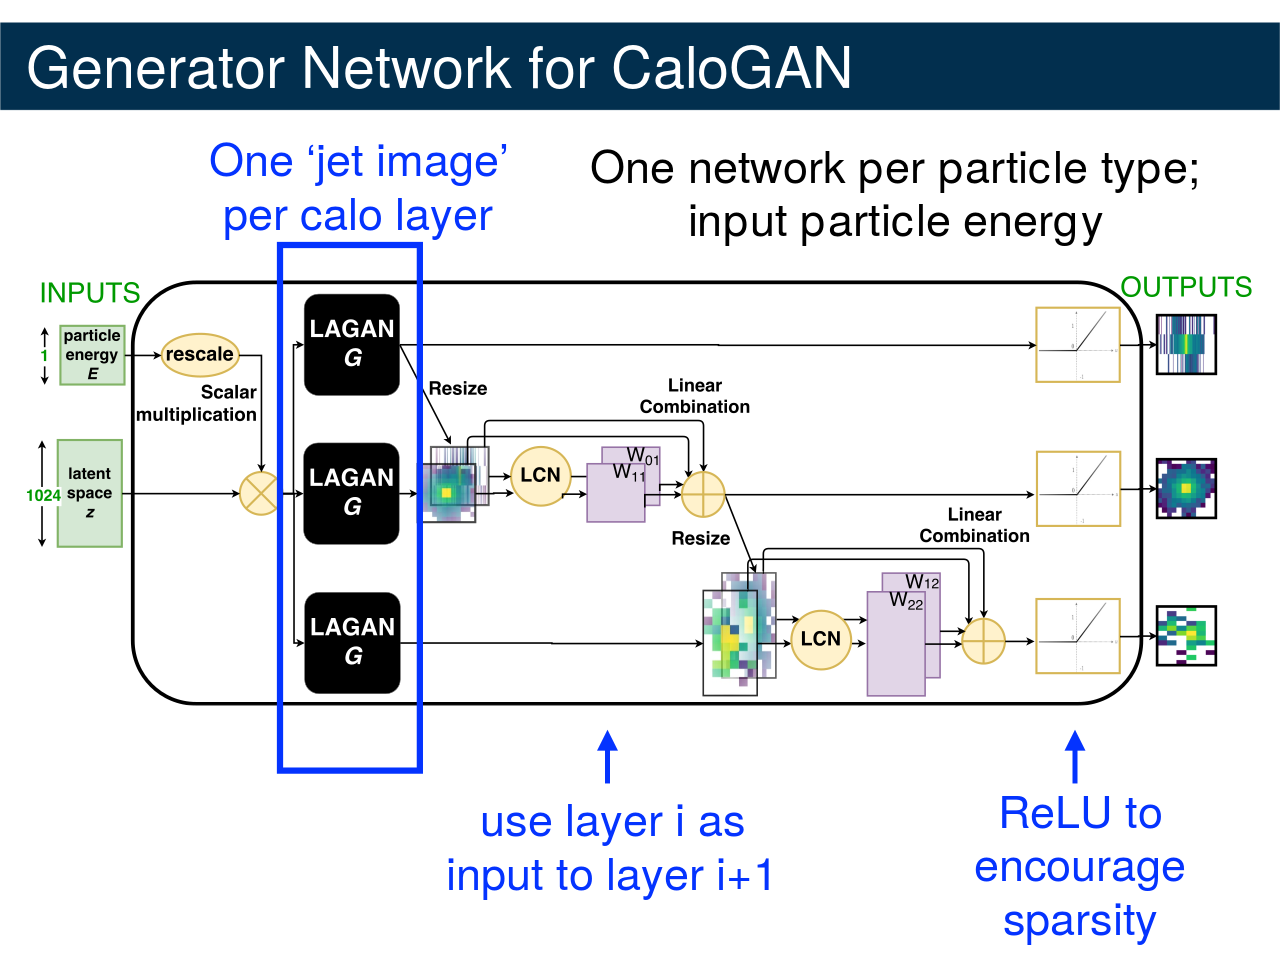 Generator Network for CaloGAN
One ‘jet image’
per calo layer
One network per particle type;
input particle energy
INPUTS
OUTPUTS
particle
energy
E
1
rescale
Scalar
multiplication
latent
space
z
1024
LAGAN
G
LAGAN
G
LAGAN
G
Resize
Linear
Combination
LCN
W01
W11
Resize
Linear
Combination
LCN
W12
W22
use layer i as
input to layer i+1
ReLU to
encourage
sparsity